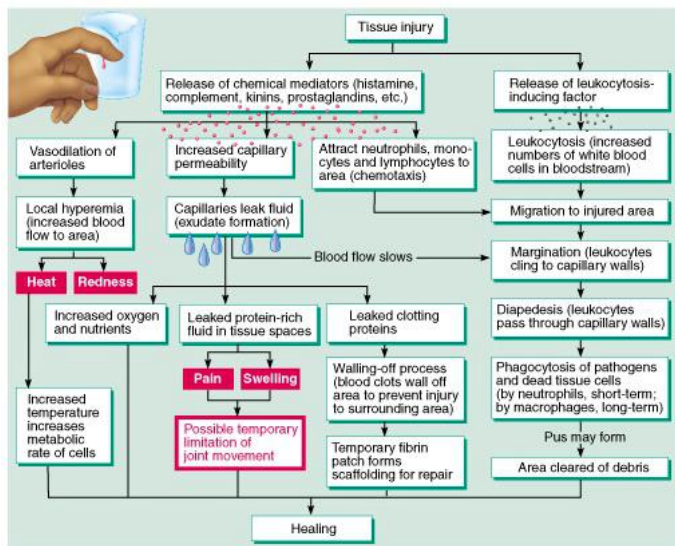 Tissue injury
Release of chemical mediators (histamine,
complement, kinins, prostaglandins, etc.)
Release of leukocytosis-
inducing factor
Vasodilation of
arterioles
Increased capillary
permeability
Attract neutrophils, mono-
cytes and lymphocytes to
area (chemotaxis)
Leukocytosis (increased
numbers of white blood
cells in bloodstream)
Local hyperemia
(increased blood
flow to area)
Capillaries leak fluid
(exudate formation)
Migration to injured area
Blood flow slows
Margination (leukocytes
cling to capillary walls)
Heat
Redness
Increased oxygen
and nutrients
Leaked protein-rich
fluid in tissue spaces
Leaked clotting
proteins
Diapedesis (leukocytes
pass through capillary walls)
Pain
Swelling
Walling-off process
(blood clots wall off
area to prevent injury
to surrounding area)
Phagocytosis of pathogens
and dead tissue cells
(by neutrophils, short-term;
by macrophages, long-term)
Increased
temperature
increases
metabolic
rate of cells
Possible temporary
limitation of
joint movement
Temporary fibrin
patch forms
scaffolding for repair
Pus may form
Area cleared of debris
Healing